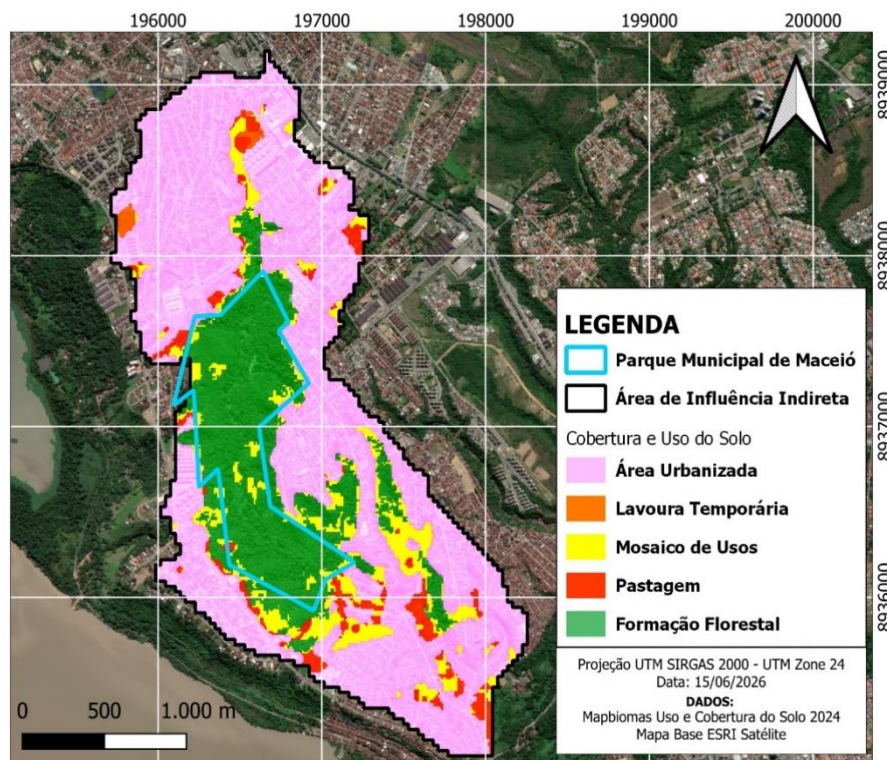 196000 197000 198000 199000 200000
8939000
8938000
8937000
8936000
LEGENDA
Parque Municipal de Maceió
Área de Influência Indireta
Cobertura e Uso do Solo
Área Urbanizada
Lavoura Temporária
Mosaico de Usos
Pastagem
Formação Florestal
Projeção UTM SIRGAS 2000 - UTM Zone 24
Data: 15/06/2026
DADOS:
Mapbiomas Uso e Cobertura do Solo 2024
Mapa Base ESRI Satélite
0 500 1.000 m